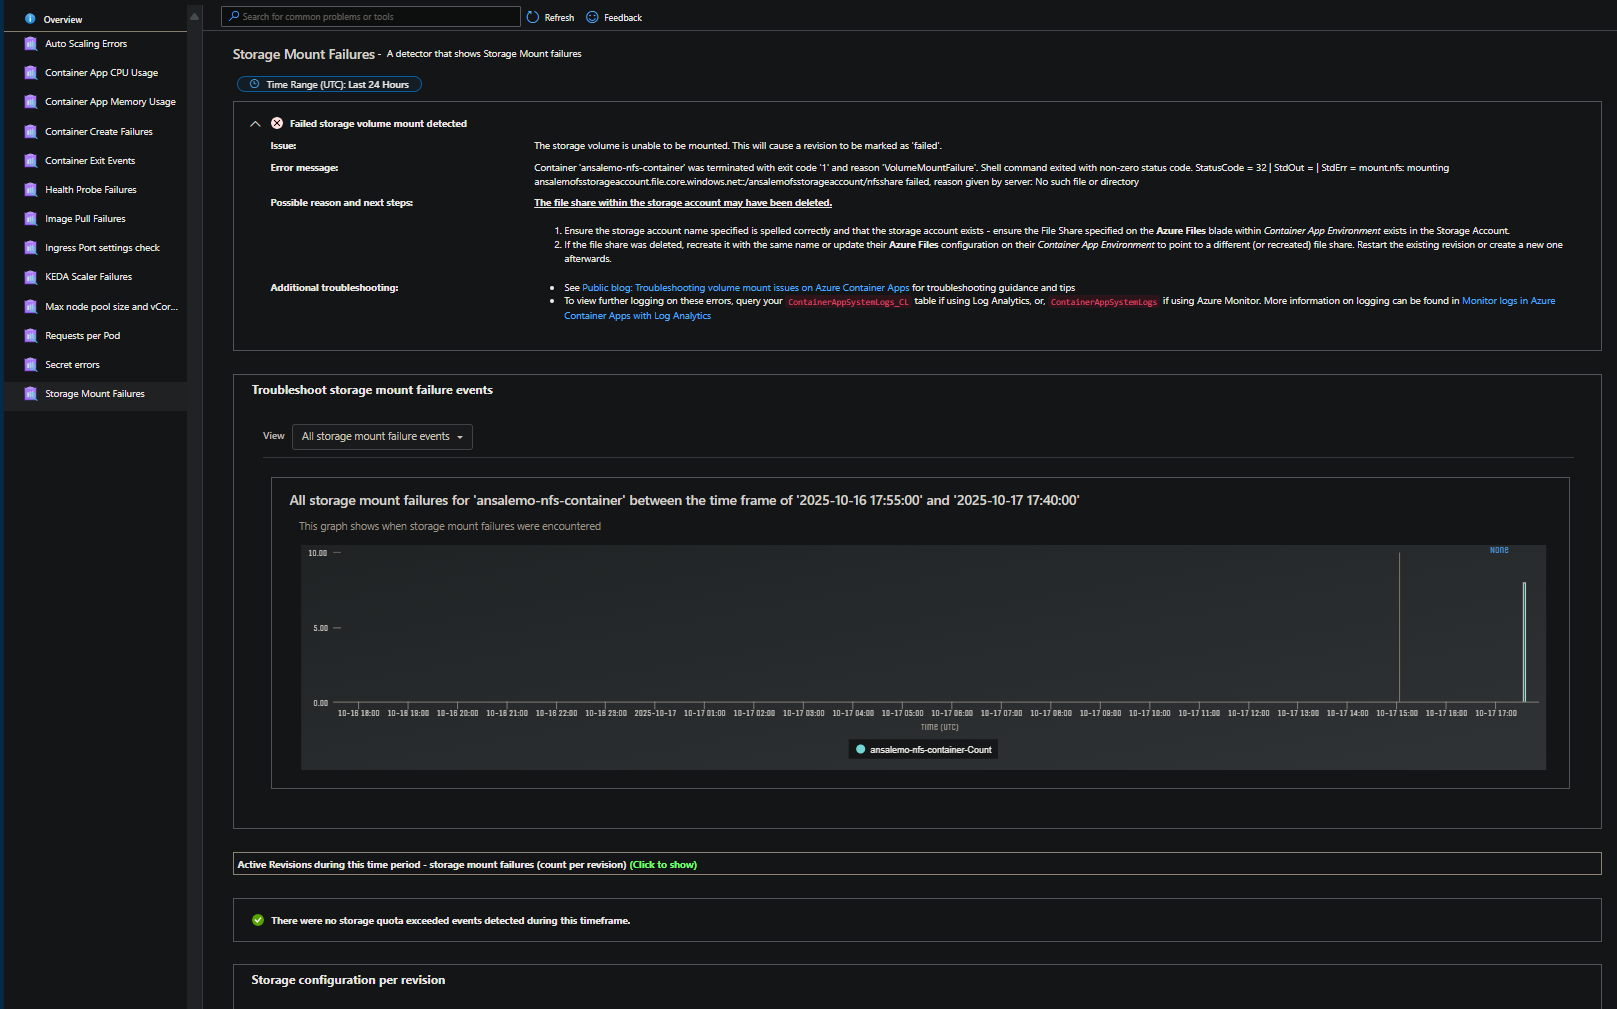 Overview
Auto Scaling Errors
Container App CPU Usage
Container App Memory Usage
Container Create Failures
Container Exit Events
Health Probe Failures
Image Pull Failures
Ingress Port settings check
KEDA Scaler Failures
Max node pool size and vCor...
Requests per Pod
Secret errors
Storage Mount Failures
Search for common problems or tools
Refresh
Feedback
Storage Mount Failures - A detector that shows Storage Mount failures
Time Range (UTC): Last 24 Hours
Failed storage volume mount detected
Issue: The storage volume is unable to be mounted. This will cause a revision to be marked as 'failed'.
Error message: Container 'ansalemo-nfs-container' was terminated with exit code '1' and reason 'VolumeMountFailure'. Shell command exited with non-zero status code. StatusCode = 32 | StdOut = | StdErr = mount.nfs: mounting
ansalemofsstorageaccount.file.core.windows.net:/ansalemofsstorageaccount/nfsshare failed, reason given by server: No such file or directory
Possible reason and next steps: The file share within the storage account may have been deleted.
1. Ensure the storage account name specified is spelled correctly and that the storage account exists - ensure the File Share specified on the Azure Files blade within Container App Environment exists in the Storage Account.
2. If the file share was deleted, recreate it with the same name or update their Azure Files configuration on their Container App Environment to point to a different (or recreated) file share. Restart the existing revision or create a new one
afterwards.
Additional troubleshooting: • See Public blog: Troubleshooting volume mount issues on Azure Container Apps for troubleshooting guidance and tips
• To view further logging on these errors, query your ContainerAppSystemLogs_CL table if using Log Analytics, or, ContainerAppSystemLogs if using Azure Monitor. More information on logging can be found in Monitor logs in Azure
Container Apps with Log Analytics
Troubleshoot storage mount failure events
View All storage mount failure events
All storage mount failures for 'ansalemo-nfs-container' between the time frame of '2025-10-16 17:55:00' and '2025-10-17 17:40:00'
This graph shows when storage mount failures were encountered
None
10.00
5.00
0.00
10-16 18:00 10-16 19:00 10-16 20:00 10-16 21:00 10-16 22:00 10-16 23:00 2025-10-17 10-17 01:00 10-17 02:00 10-17 03:00 10-17 04:00 10-17 05:00 10-17 06:00 10-17 07:00 10-17 08:00 10-17 09:00 10-17 10:00 10-17 11:00 10-17 12:00 10-17 13:00 10-17 14:00 10-17 15:00 10-17 16:00 10-17 17:00
Time (UTC)
ansalemo-nfs-container-Count
Active Revisions during this time period - storage mount failures (count per revision) (Click to show)
There were no storage quota exceeded events detected during this timeframe.
Storage configuration per revision